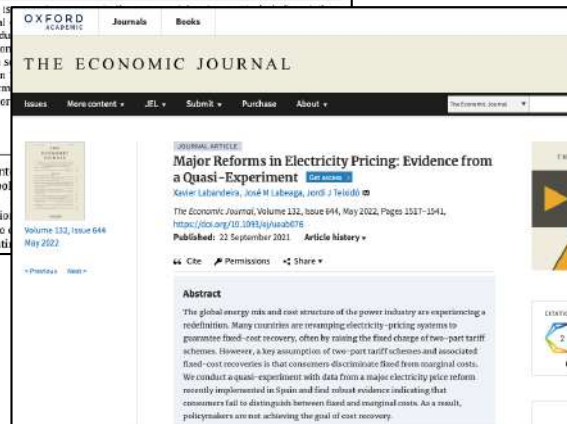 OXFORD
ACADEMIC
Journals
Books
THE ECONOMIC JOURNAL
Issues
More content
JEL
Submit
Purchase
About
The Economic Journal
JOURNAL ARTICLE
Major Reforms in Electricity Pricing: Evidence from
a Quasi-Experiment
Get access
Xavier Labandeira, José M Labeaga, Jordi J Teixidó
The Economic Journal, Volume 132, Issue 644, May 2022, Pages 1517–1541,
https://doi.org/10.1093/ej/ueab076
Published: 22 September 2021 Article history
Cite Permissions Share
Volume 132, Issue 644
May 2022
Previous Next
Abstract
The global energy mix and cost structure of the power industry are experiencing a
redefinition. Many countries are revamping electricity-pricing systems to
guarantee fixed-cost recovery, often by raising the fixed charge of two-part tariff
schemes. However, a key assumption of two-part tariff schemes and associated
fixed-cost recoveries is that consumers discriminate fixed from marginal costs.
We conduct a quasi-experiment with data from a major electricity price reform
recently implemented in Spain and find robust evidence indicating that
consumers fail to distinguish between fixed and marginal costs. As a result,
policymakers are not achieving the goal of cost recovery.